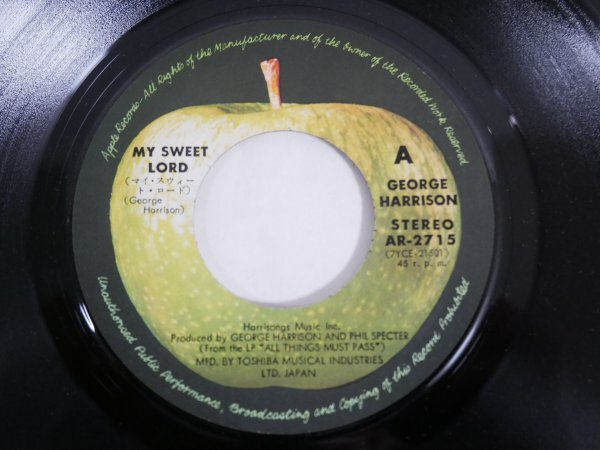 Apple Records · All Rights of the Manufacturer and of the Owner of the Recorded Work Reserved
MY SWEET
LORD
(マイ・スウィー
ト・ロード)
(George
Harrison)
A
GEORGE
HARRISON
STEREO
AR-2715
(7YCE-21501)
45 r. p. m.
Harrisongs Music Inc.
Produced by GEORGE HARRISON AND PHIL SPECTER
(From the LP "ALL THINGS MUST PASS")
MFD. BY TOSHIBA MUSICAL INDUSTRIES
LTD. JAPAN
Unauthorised Public Performance, Broadcasting and Copying of this Record Prohibited